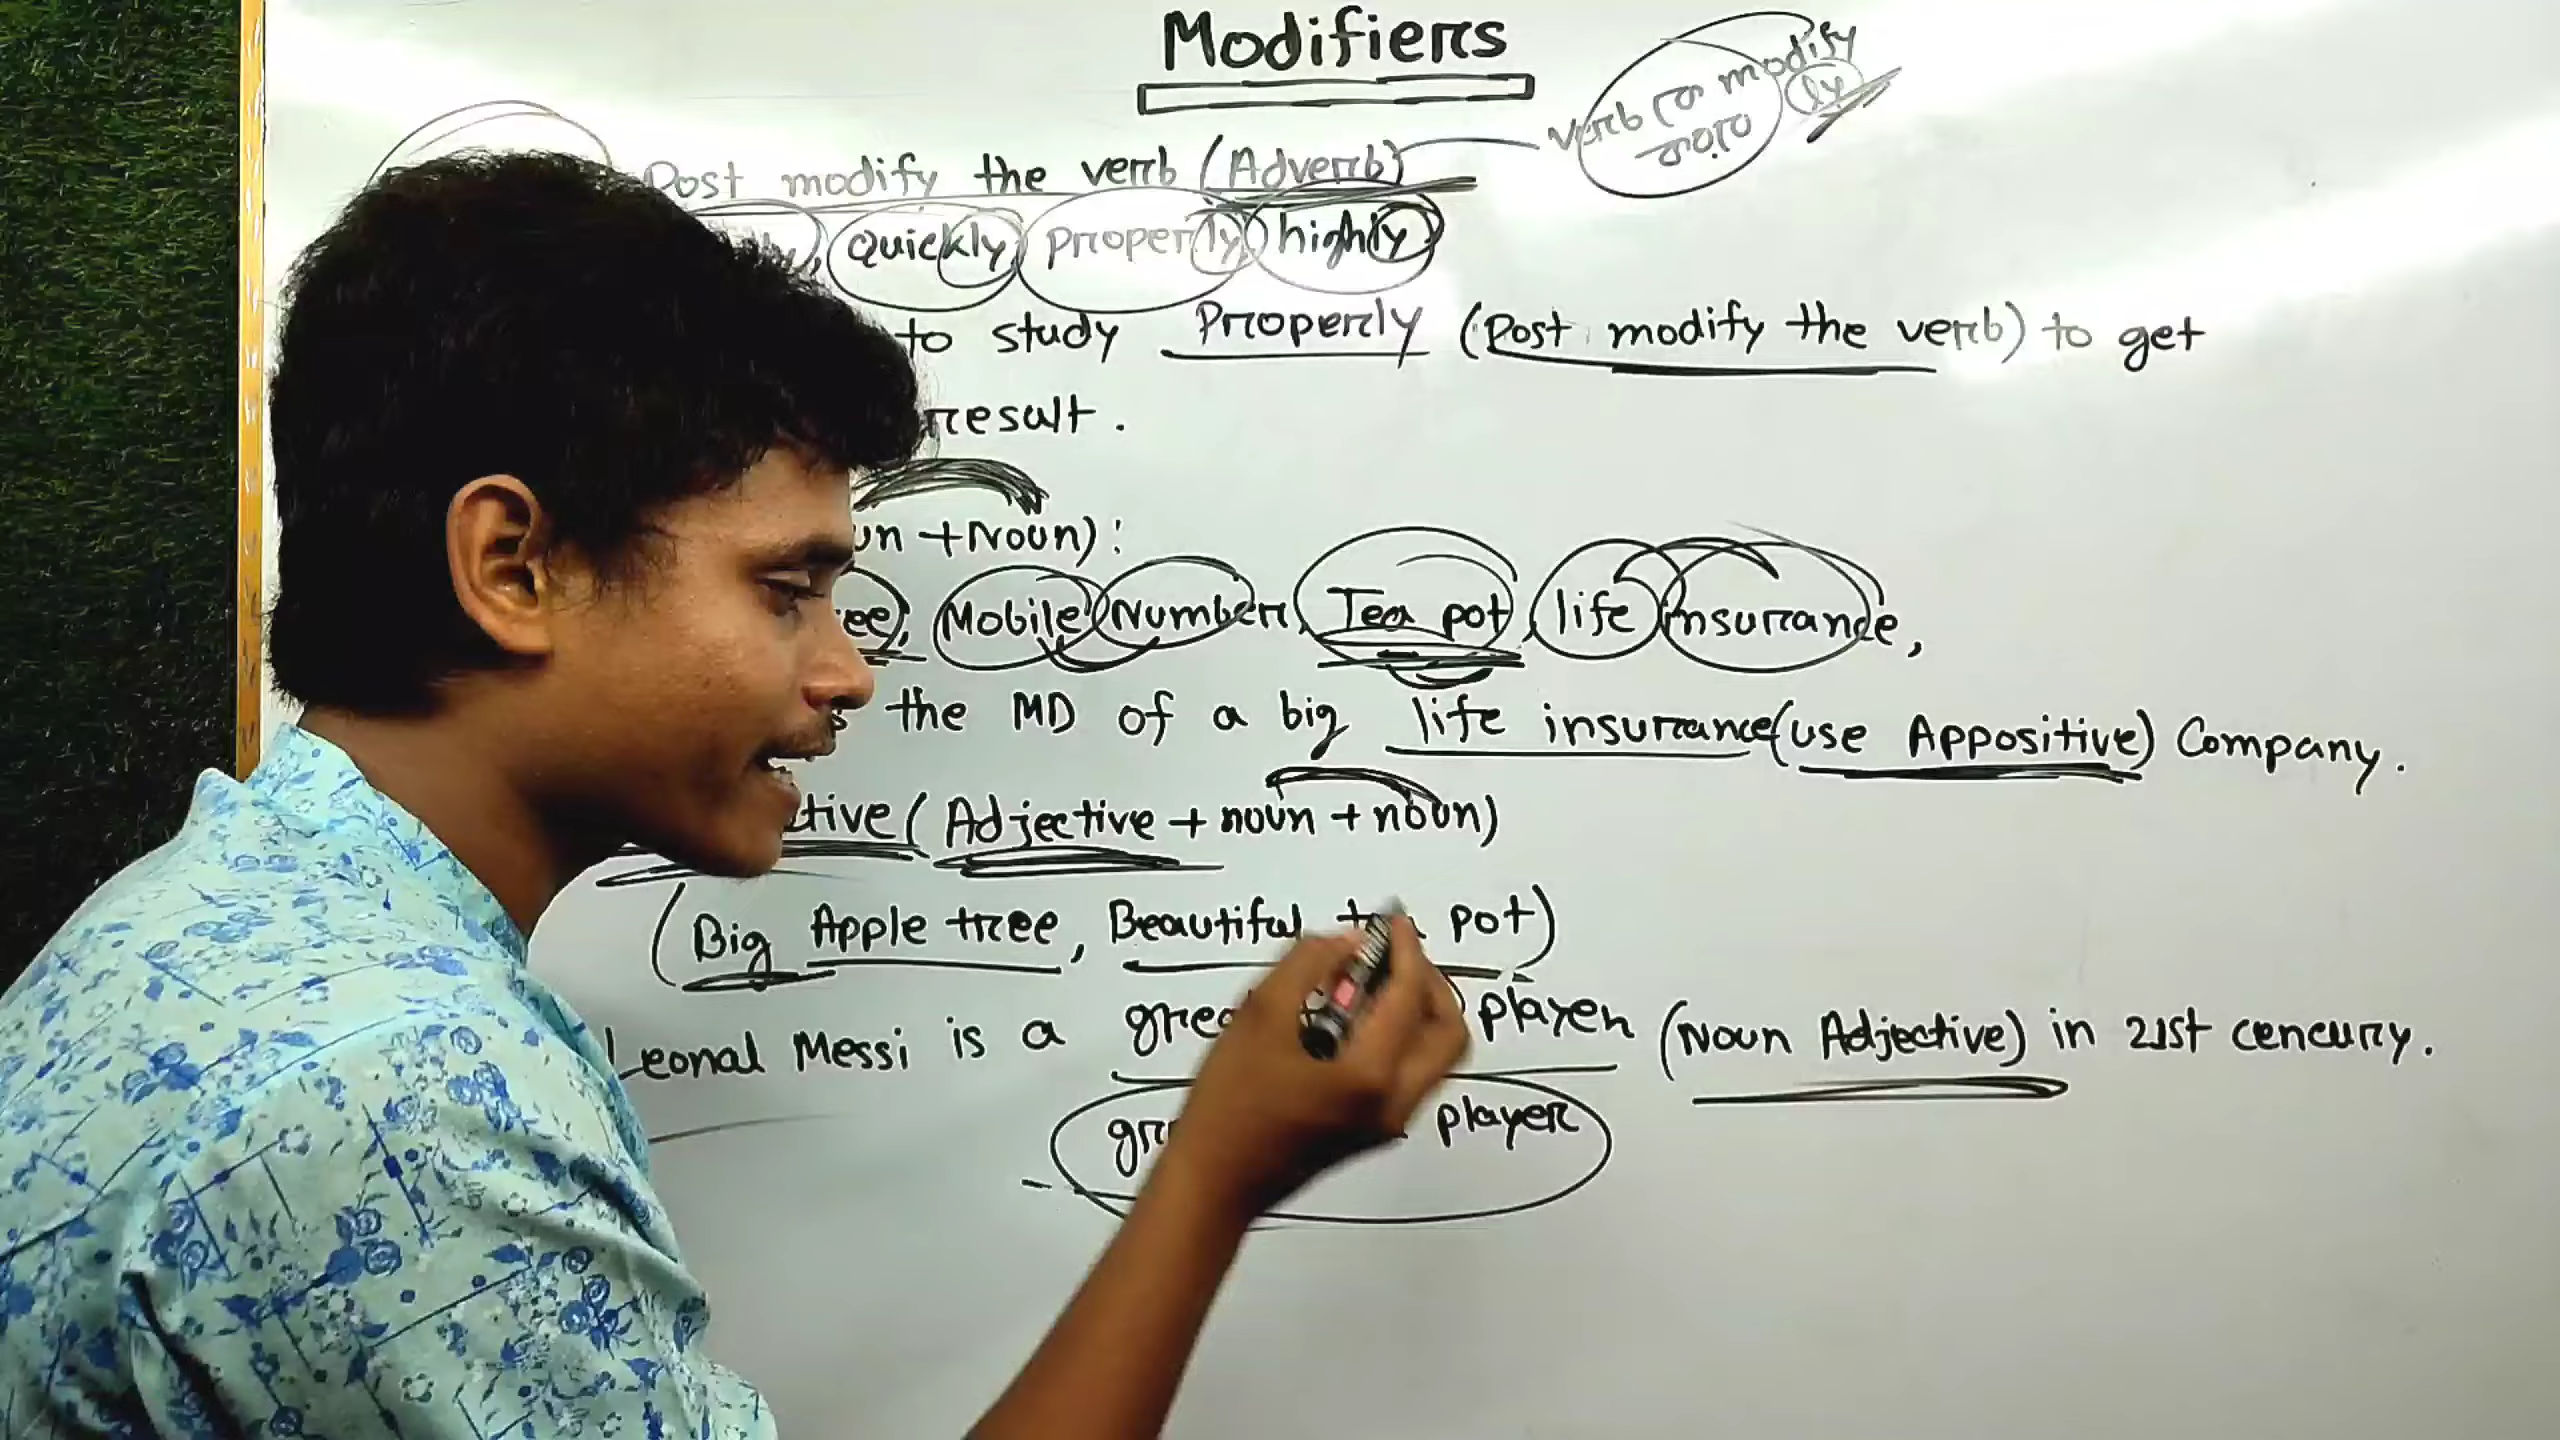 Modifiers
verb কে modify
করবে ly
Post modify the verb (Adverb)
quickly, properly, highly
to study Properly (Post modify the verb) to get
result.
un + Noun):
ee, Mobile Number, Tea pot, life insurance,
s the MD of a big life insurance (use Appositive) Company.
tive (Adjective + noun + noun)
(Big Apple tree, Beautiful pot)
Leonal Messi is a player (Noun Adjective) in 21st cencury.
player